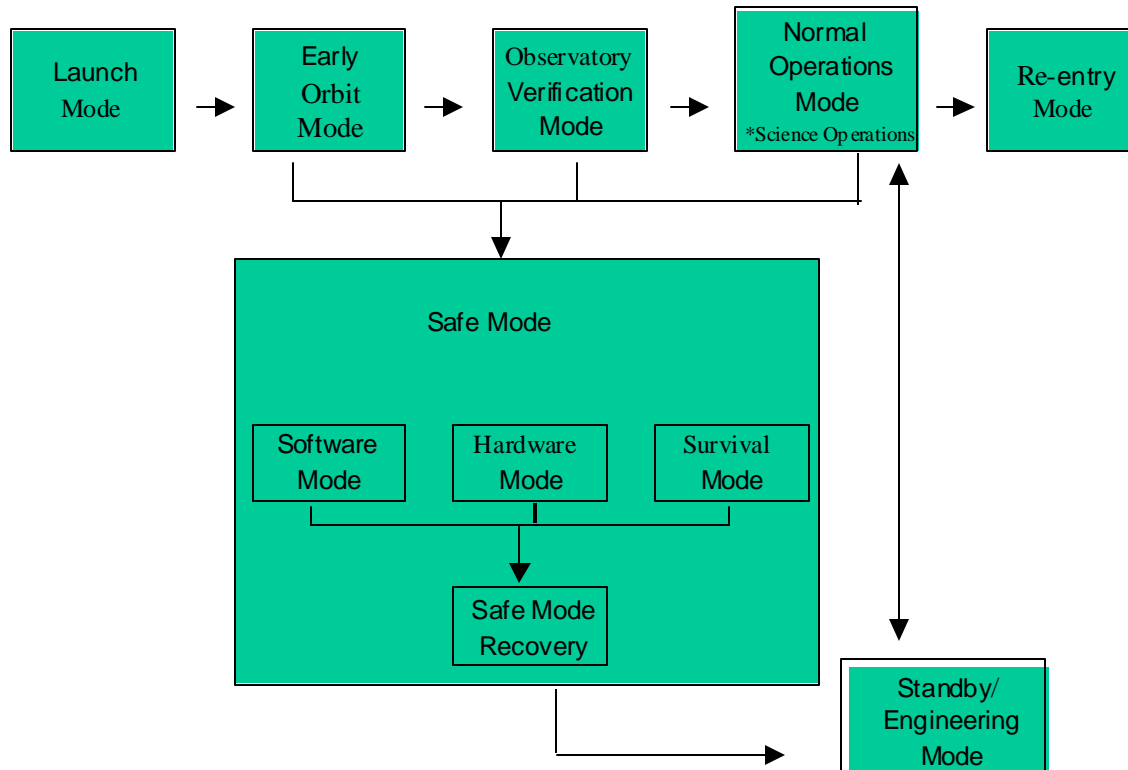 Launch
Mode
Early
Orbit
Mode
Observatory
Verification
Mode
Normal
Operations
Mode
*Science Operations
Re-entry
Mode
Safe Mode
Software
Mode
Hardware
Mode
Survival
Mode
Safe Mode
Recovery
Standby/
Engineering
Mode